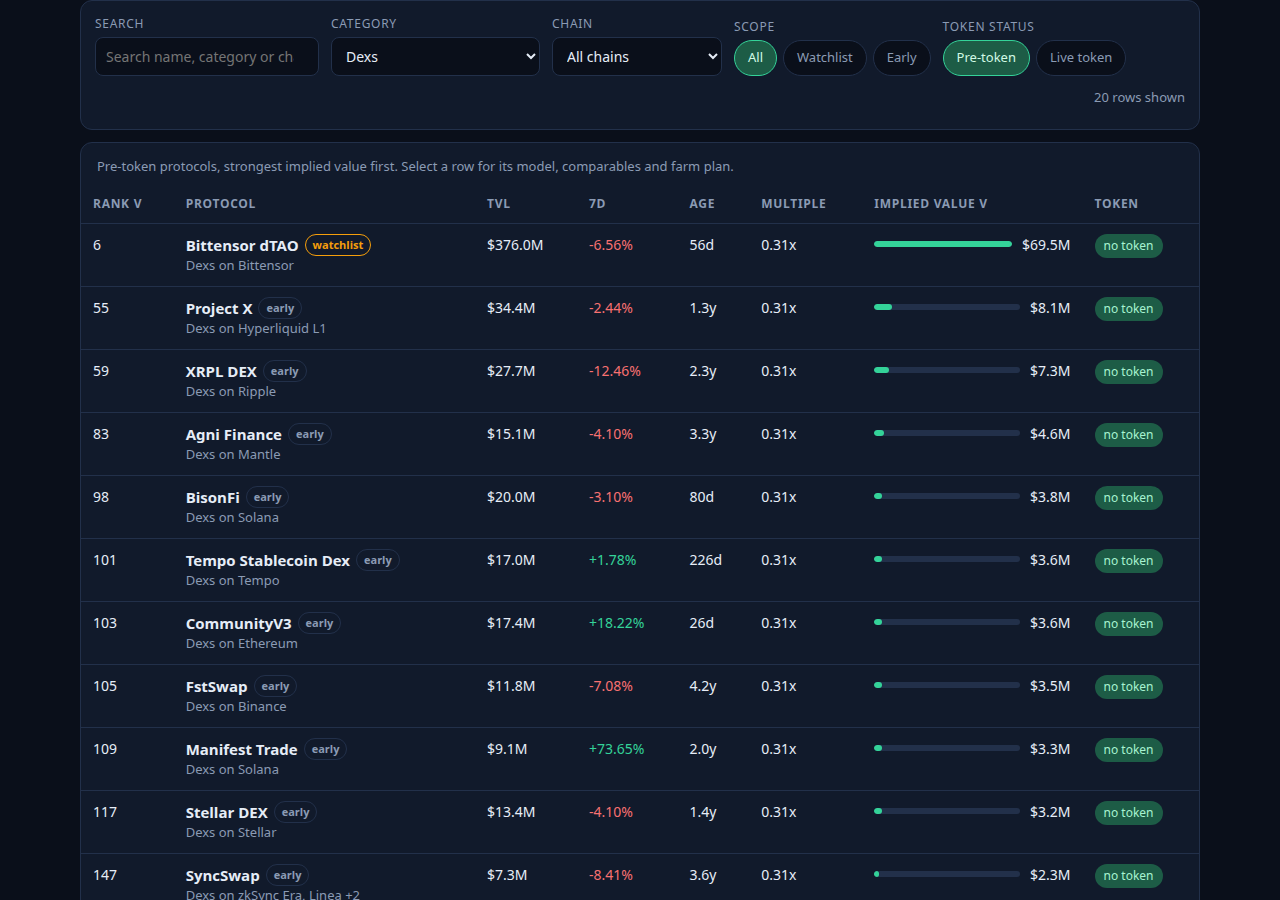 SEARCH CATEGORY CHAIN SCOPE TOKEN STATUS
Search name, category or ch Dexs All chains All Watchlist Early Pre-token Live token
20 rows shown
Pre-token protocols, strongest implied value first. Select a row for its model, comparables and farm plan.
RANK V PROTOCOL TVL 7D AGE MULTIPLE IMPLIED VALUE V TOKEN
6 Bittensor dTAO watchlist $376.0M -6.56% 56d 0.31x $69.5M no token
Dexs on Bittensor
55 Project X early $34.4M -2.44% 1.3y 0.31x $8.1M no token
Dexs on Hyperliquid L1
59 XRPL DEX early $27.7M -12.46% 2.3y 0.31x $7.3M no token
Dexs on Ripple
83 Agni Finance early $15.1M -4.10% 3.3y 0.31x $4.6M no token
Dexs on Mantle
98 BisonFi early $20.0M -3.10% 80d 0.31x $3.8M no token
Dexs on Solana
101 Tempo Stablecoin Dex early $17.0M +1.78% 226d 0.31x $3.6M no token
Dexs on Tempo
103 CommunityV3 early $17.4M +18.22% 26d 0.31x $3.6M no token
Dexs on Ethereum
105 FstSwap early $11.8M -7.08% 4.2y 0.31x $3.5M no token
Dexs on Binance
109 Manifest Trade early $9.1M +73.65% 2.0y 0.31x $3.3M no token
Dexs on Solana
117 Stellar DEX early $13.4M -4.10% 1.4y 0.31x $3.2M no token
Dexs on Stellar
147 SyncSwap early $7.3M -8.41% 3.6y 0.31x $2.3M no token
Dexs on zkSync Era, Linea +2